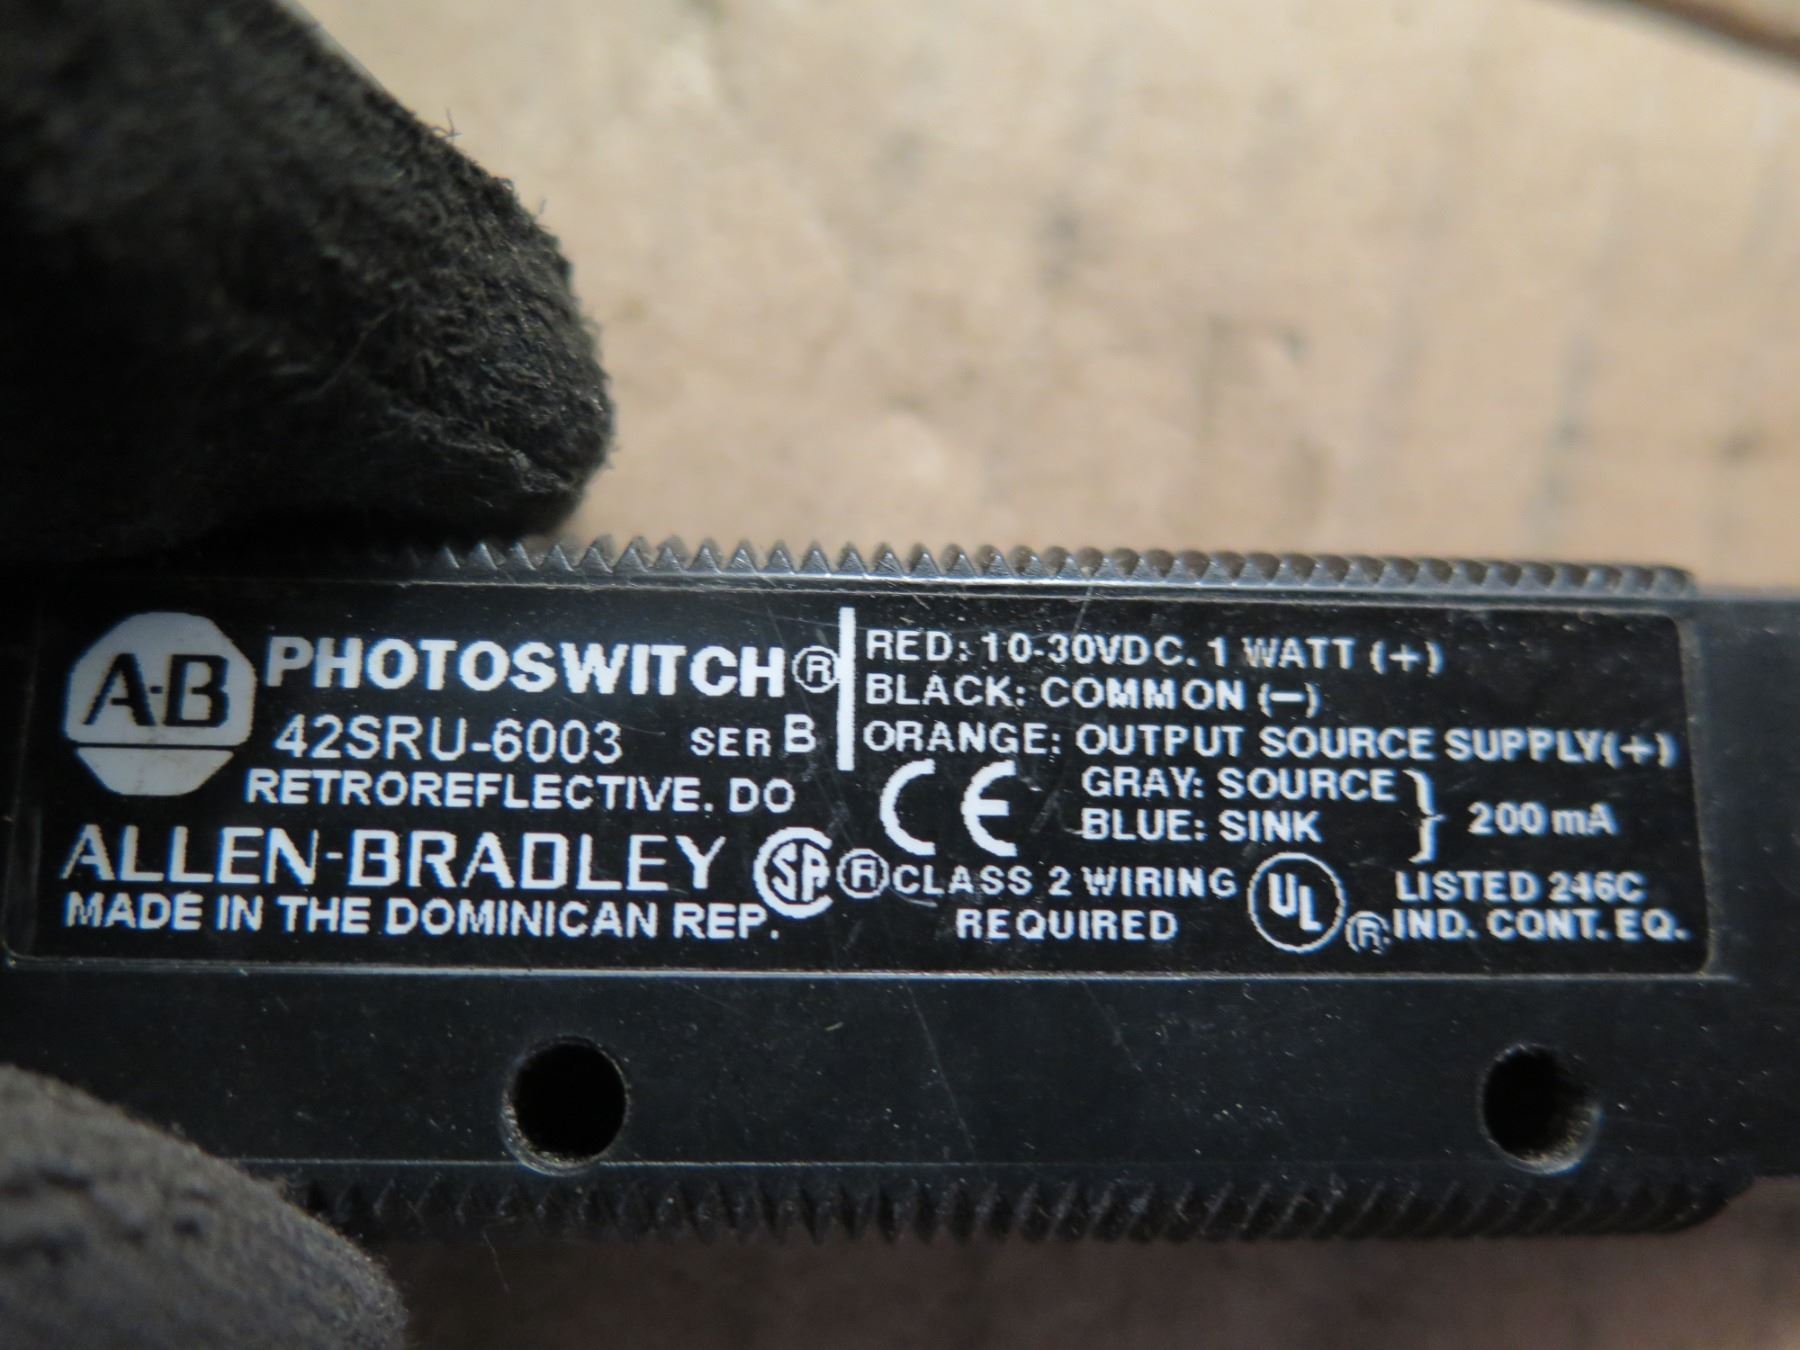 A-B PHOTOSWITCH®
42SRU-6003 SER B
RETROREFLECTIVE. DO
ALLEN-BRADLEY
MADE IN THE DOMINICAN REP.
RED: 10-30VDC. 1 WATT (+)
BLACK: COMMON (–)
ORANGE: OUTPUT SOURCE SUPPLY(+)
CE GRAY: SOURCE } 200 mA
BLUE: SINK
SA ® CLASS 2 WIRING
REQUIRED
UL ® LISTED 246C
IND. CONT. EQ.